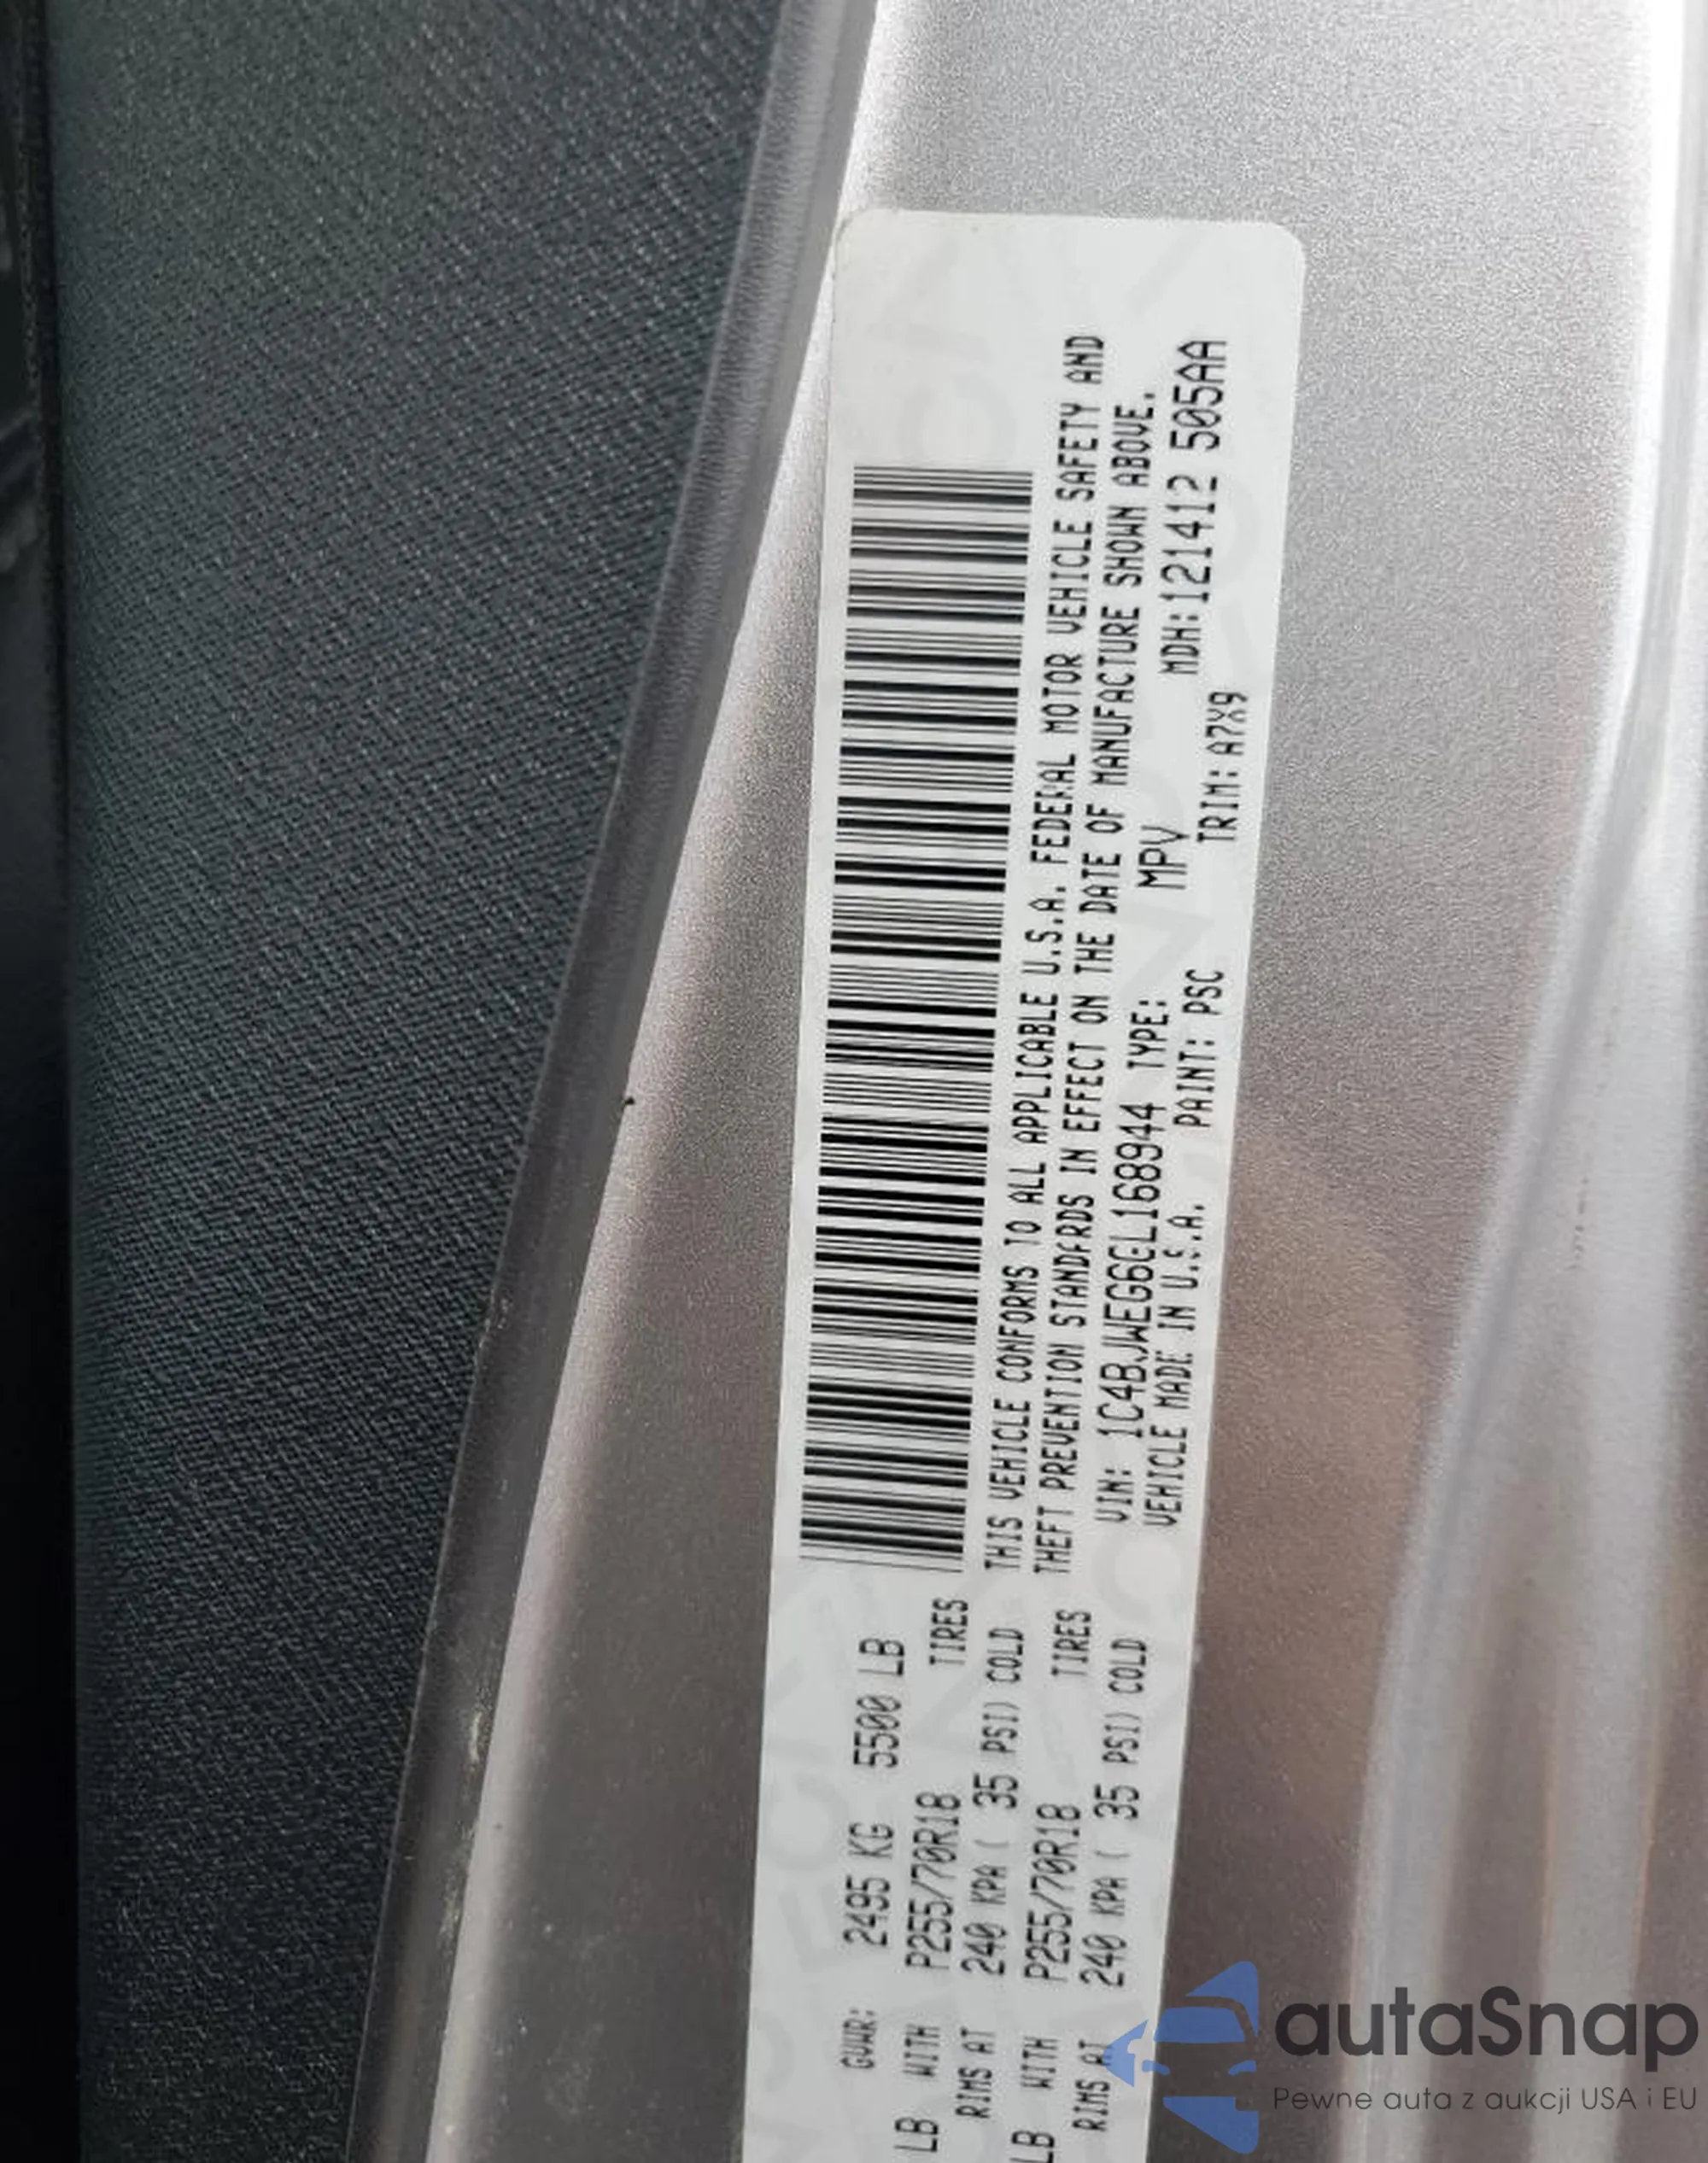 GVWR: 2495 KG 5500 LB
LB WITH P255/70R18 TIRES
RIMS AT 240 KPA ( 35 PSI) COLD
LB WITH P255/70R18 TIRES
RIMS AT 240 KPA ( 35 PSI) COLD
THIS VEHICLE CONFORMS TO ALL APPLICABLE U.S.A. FEDERAL MOTOR VEHICLE SAFETY AND
THEFT PREVENTION STANDARDS IN EFFECT ON THE DATE OF MANUFACTURE SHOWN ABOVE.
VIN: 1C4BJWEG6GL168944 TYPE: MPV MDH:121412 505AA
VEHICLE MADE IN U.S.A. PAINT: PSC TRIM: A7X9
autaSnap
Pewne auta z aukcji USA i EU